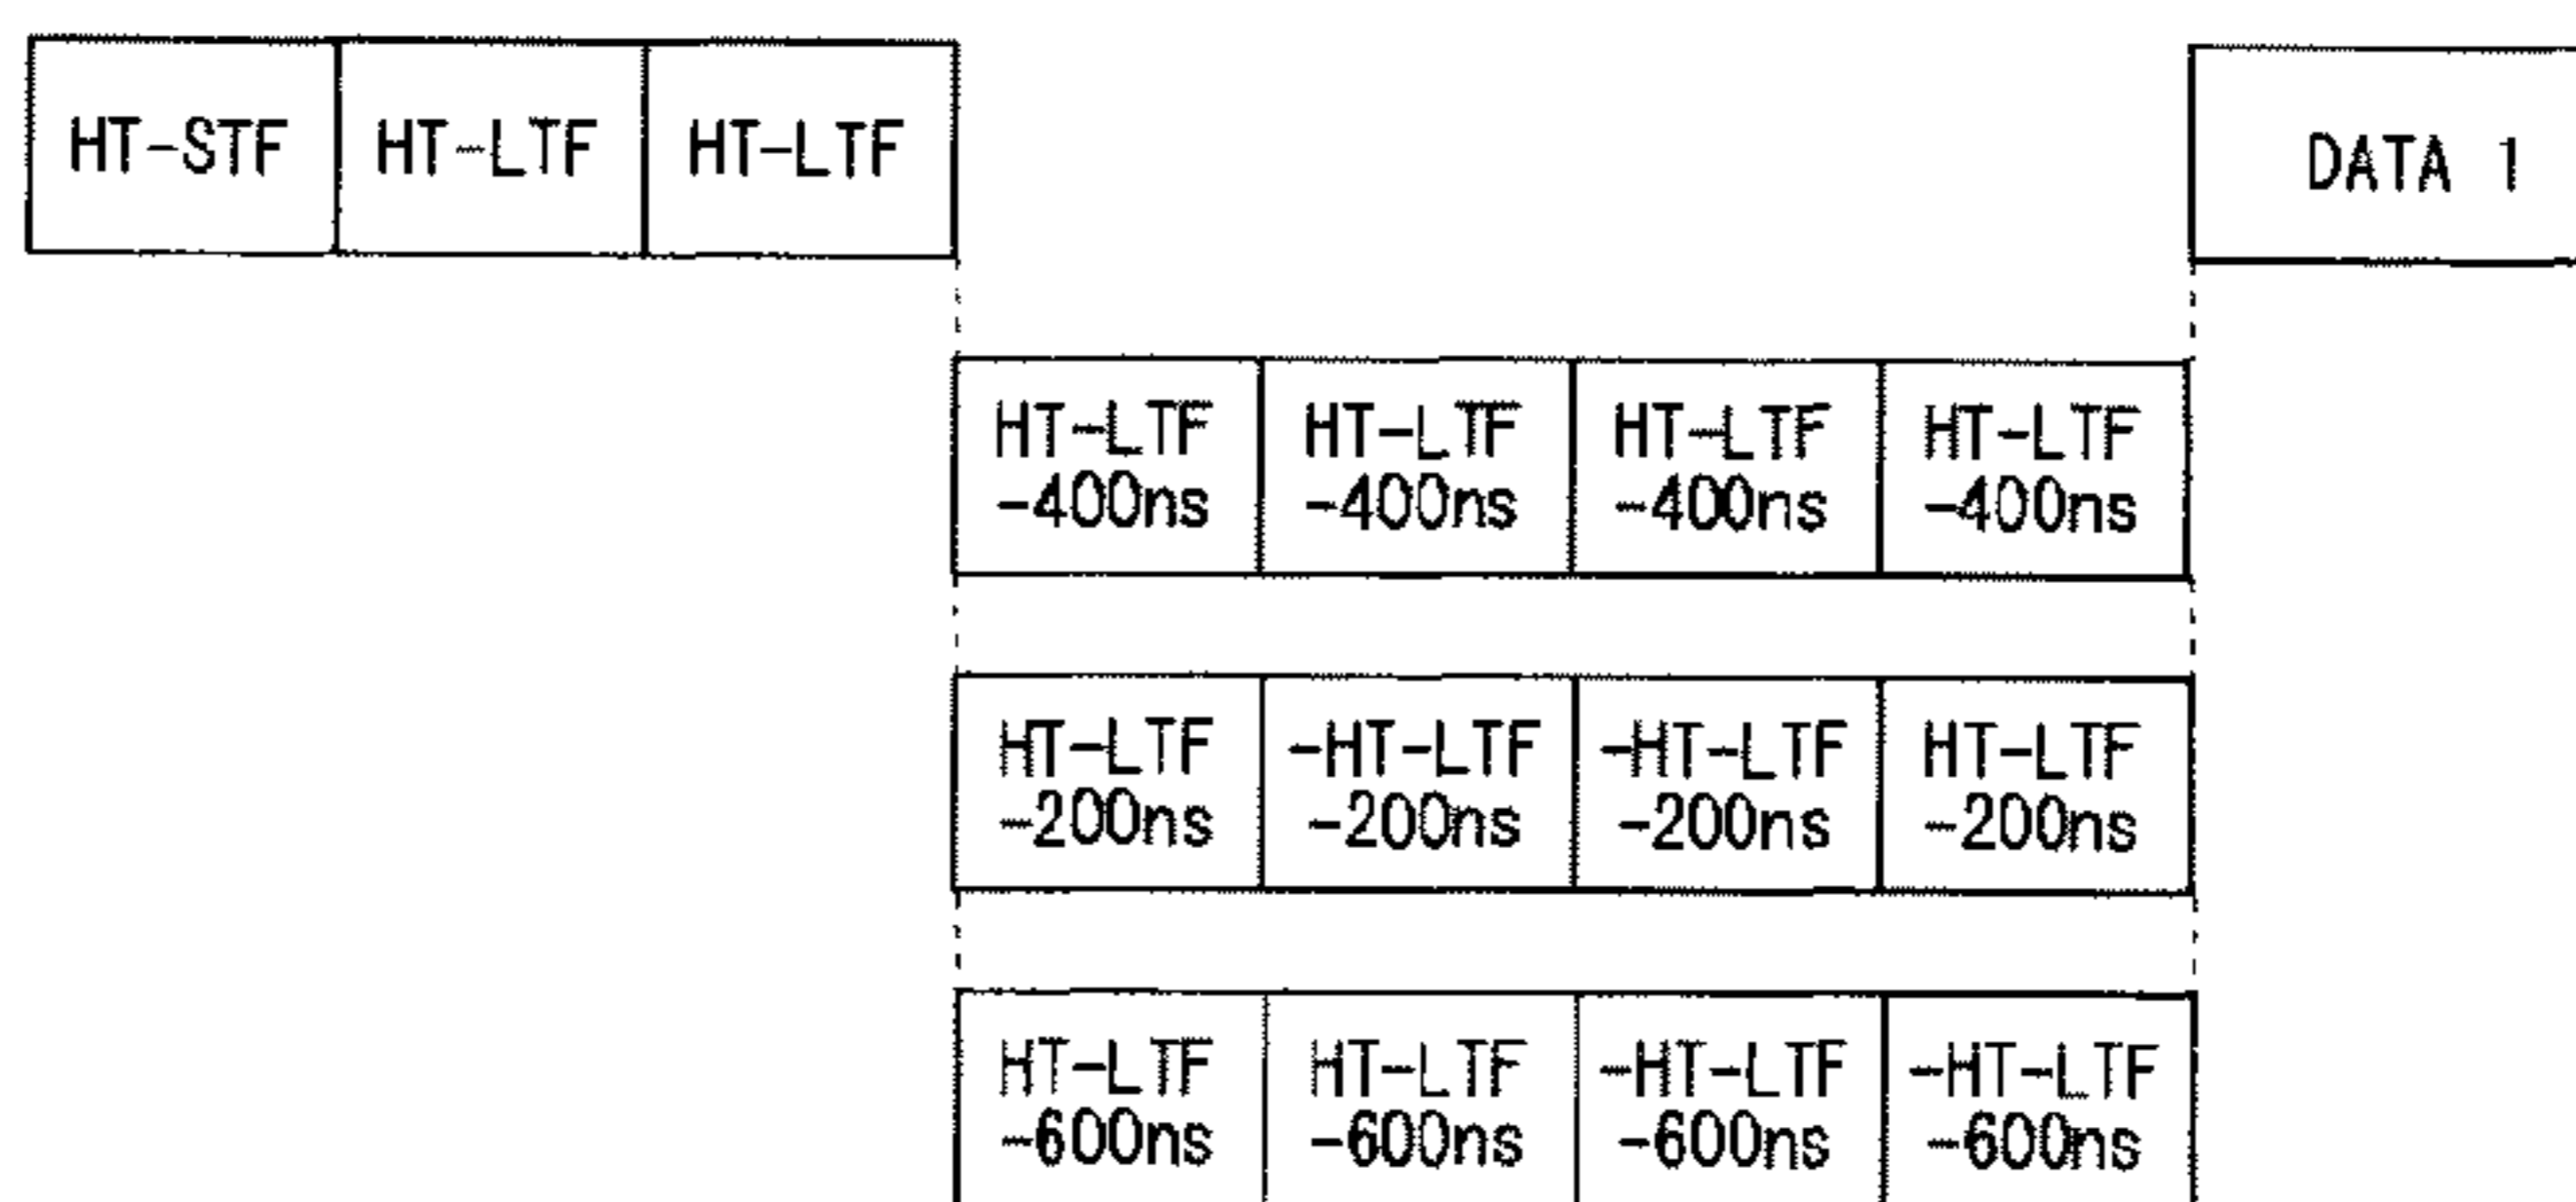 HT-STF HT-LTF HT-LTF DATA 1
HT-LTF HT-LTF HT-LTF HT-LTF
-400ns -400ns -400ns -400ns
HT-LTF -HT-LTF -HT-LTF HT-LTF
-200ns -200ns -200ns -200ns
HT-LTF HT-LTF -HT-LTF -HT-LTF
-600ns -600ns -600ns -600ns